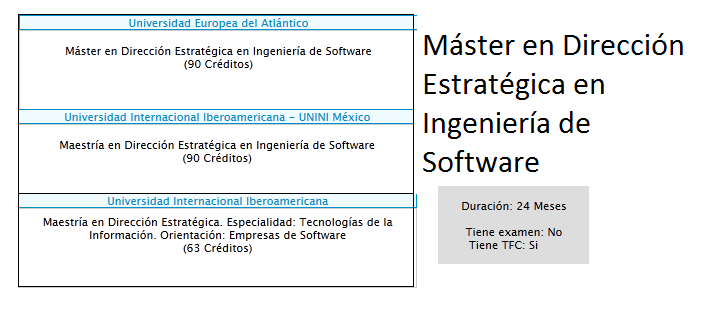 Universidad Europea del Atlántico
Máster en Dirección Estratégica en Ingeniería de Software
(90 Créditos)
Universidad Internacional Iberoamericana - UNINI México
Maestría en Dirección Estratégica en Ingeniería de Software
(90 Créditos)
Universidad Internacional Iberoamericana
Maestría en Dirección Estratégica. Especialidad: Tecnologías de la
Información. Orientación: Empresas de Software
(63 Créditos)
Máster en Dirección
Estratégica en
Ingeniería de
Software
Duración: 24 Meses
Tiene examen: No
Tiene TFC: Si